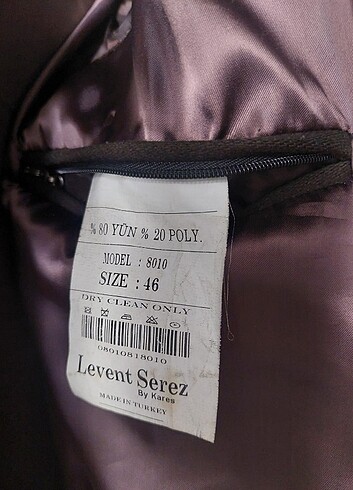 % 80 YÜN % 20 POLY.
MODEL : 8010
SIZE : 46
DRY CLEAN ONLY
08010818010
Levent Serez
By Kares
MADE IN TURKEY